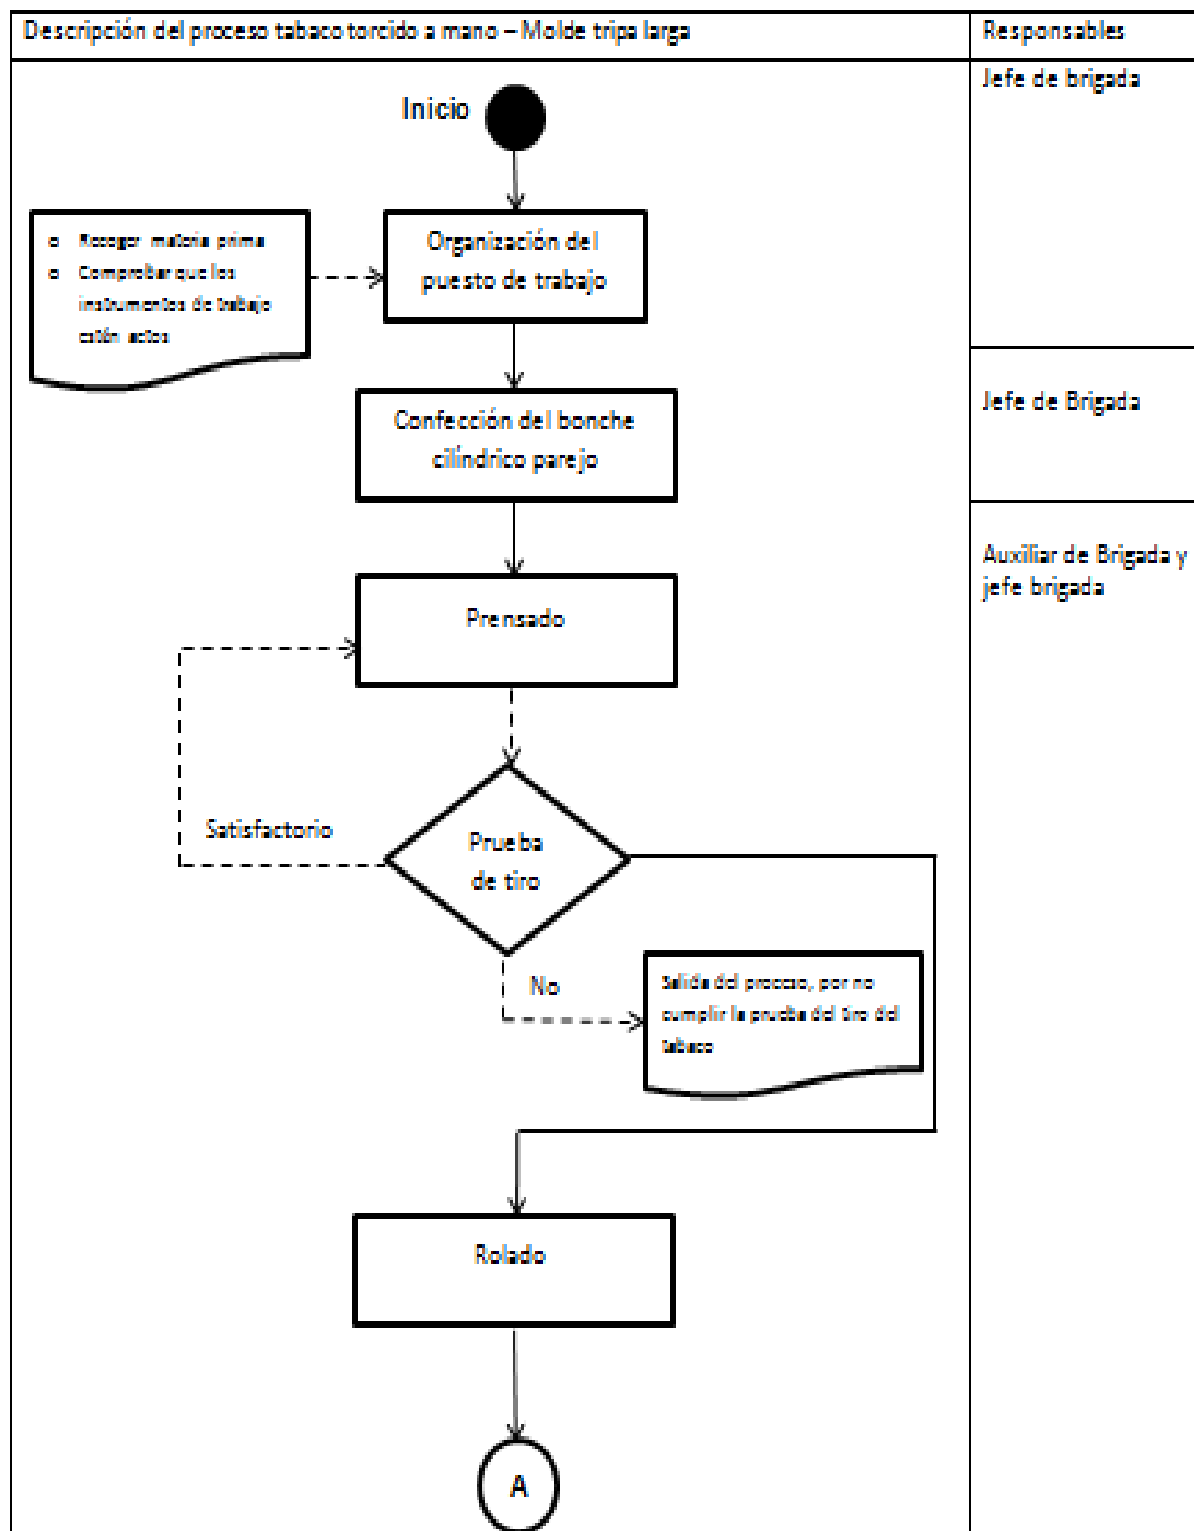 Descripción del proceso tabaco torcido a mano – Molde tripa larga
Responsables
Inicio
Jefe de brigada
o Recoger materia prima
o Comprobar que los
instrumentos de trabajo
estén actos
Organización del
puesto de trabajo
Confección del bonche
cilíndrico parejo
Jefe de Brigada
Prensado
Auxiliar de Brigada y
jefe brigada
Satisfactorio
Prueba
de tiro
No
Salida del proceso, por no
cumplir la prueba del tiro del
tabaco
Rolado
A